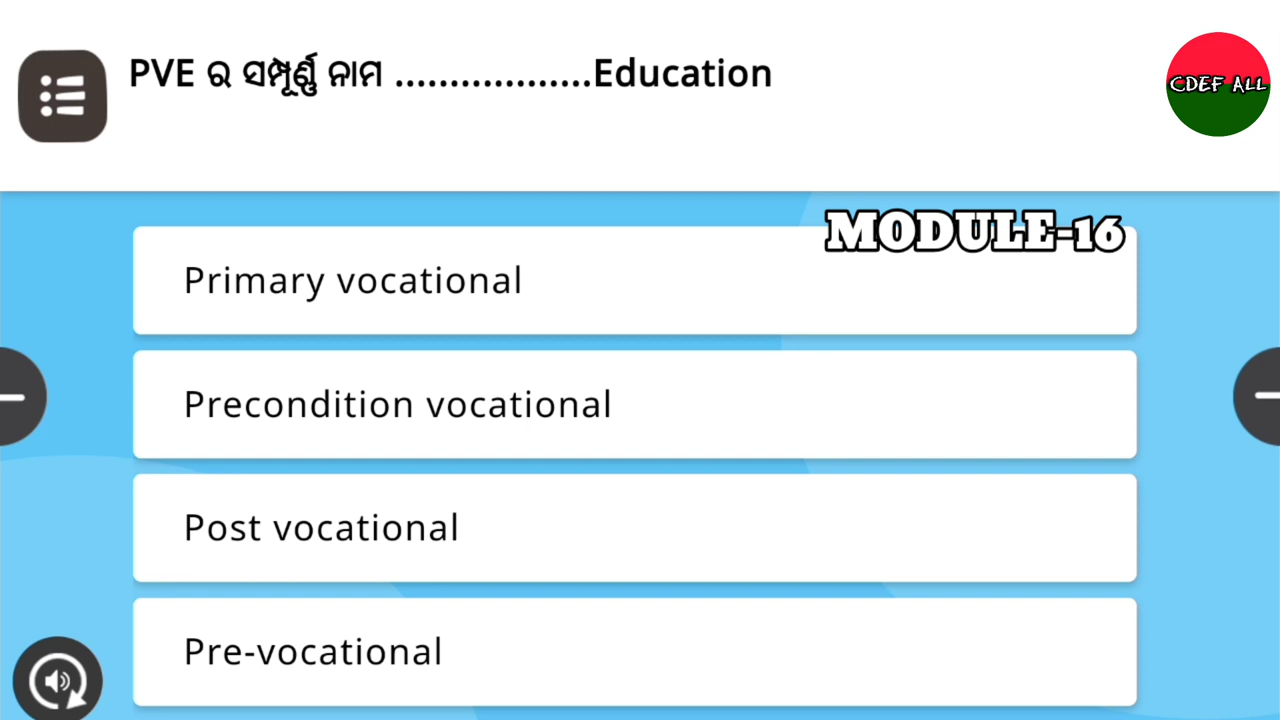 PVE ର ସମ୍ପୂର୍ଣ୍ଣ ନାମ ..................Education
CDEF ALL
MODULE-16
Primary vocational
Precondition vocational
Post vocational
Pre-vocational